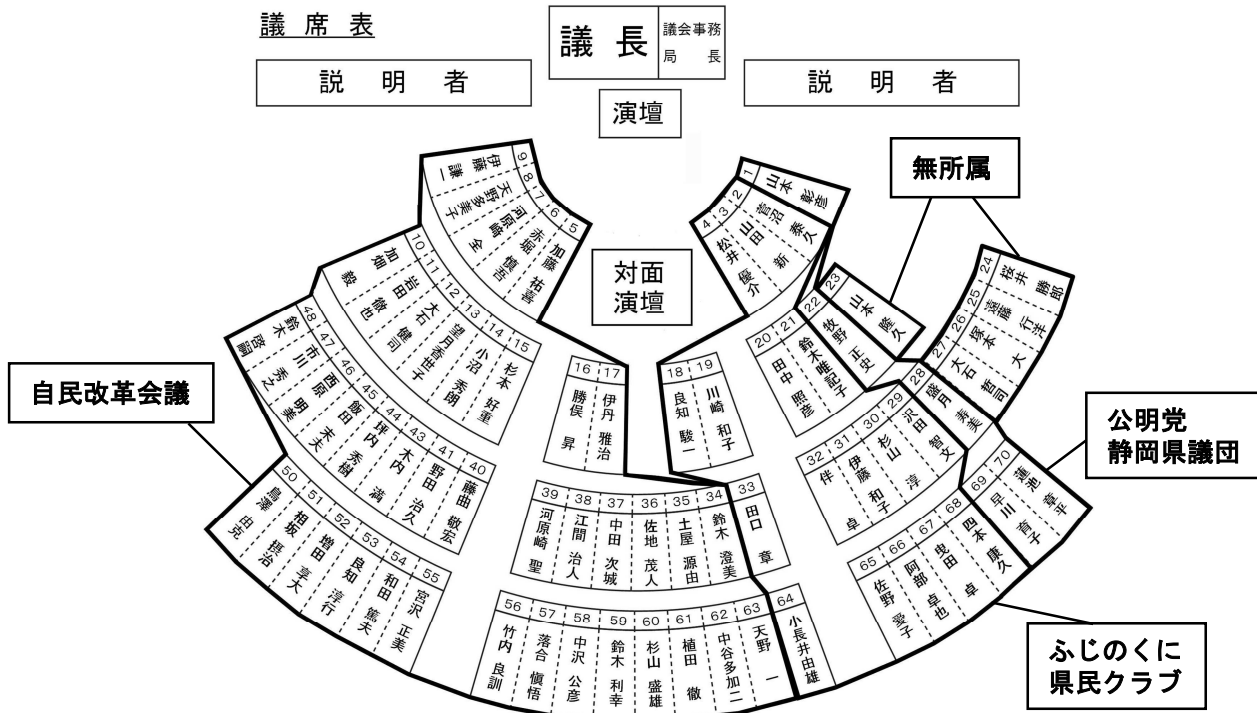 議席表
議長
議会事務
局長
説明者
説明者
演壇
対面
演壇
無所属
自民改革会議
公明党
静岡県議団
ふじのくに
県民クラブ
1 山本 彰彦
2 菅沼 泰久
3 山田 新
4 松井 優介
5 加藤 祐喜
6 赤堀 慎吾
7 河原崎 全
8 天野多美子
9 伊藤 謙一
10 加畑 毅
11 岩田 徹也
12 大石 健司
13 望月香世子
14 小沼 秀朗
15 杉本 好重
16 勝俣 昇
17 伊丹 雅治
18 良知 駿一
19 川崎 和子
20 田中 照彦
21 鈴木唯記子
22 牧野 正史
23 山本 隆久
24 桜井 勝郎
25 遠藤 行洋
26 塚本 大
27 大石 哲司
28 盛月 寿美
29 沢田 智文
30 杉山 淳
31 伊藤 和子
32 伴 卓
33 田口 章
34 鈴木 澄美
35 土屋 源由
36 佐地 茂人
37 中田 次城
38 江間 治人
39 河原崎 聖
40 藤曲 敬宏
41 野田 治久
43 木内 満
44 坪内 秀樹
45 飯田 末夫
46 西原 明美
47 市川 秀之
48 鈴木 啓嗣
50 鳥澤 由克
51 相坂 摂治
52 増田 享大
53 良知 淳行
54 和田 篤夫
55 宮沢 正美
56 竹内 良訓
57 落合 愼悟
58 中沢 公彦
59 鈴木 利幸
60 杉山 盛雄
61 植田 徹
62 中谷多加二
63 天野 一
64 小長井由雄
65 佐野 愛子
66 阿部 卓也
67 曳田 卓
68 四本 康久
69 早川 育子
70 蓮池 章平